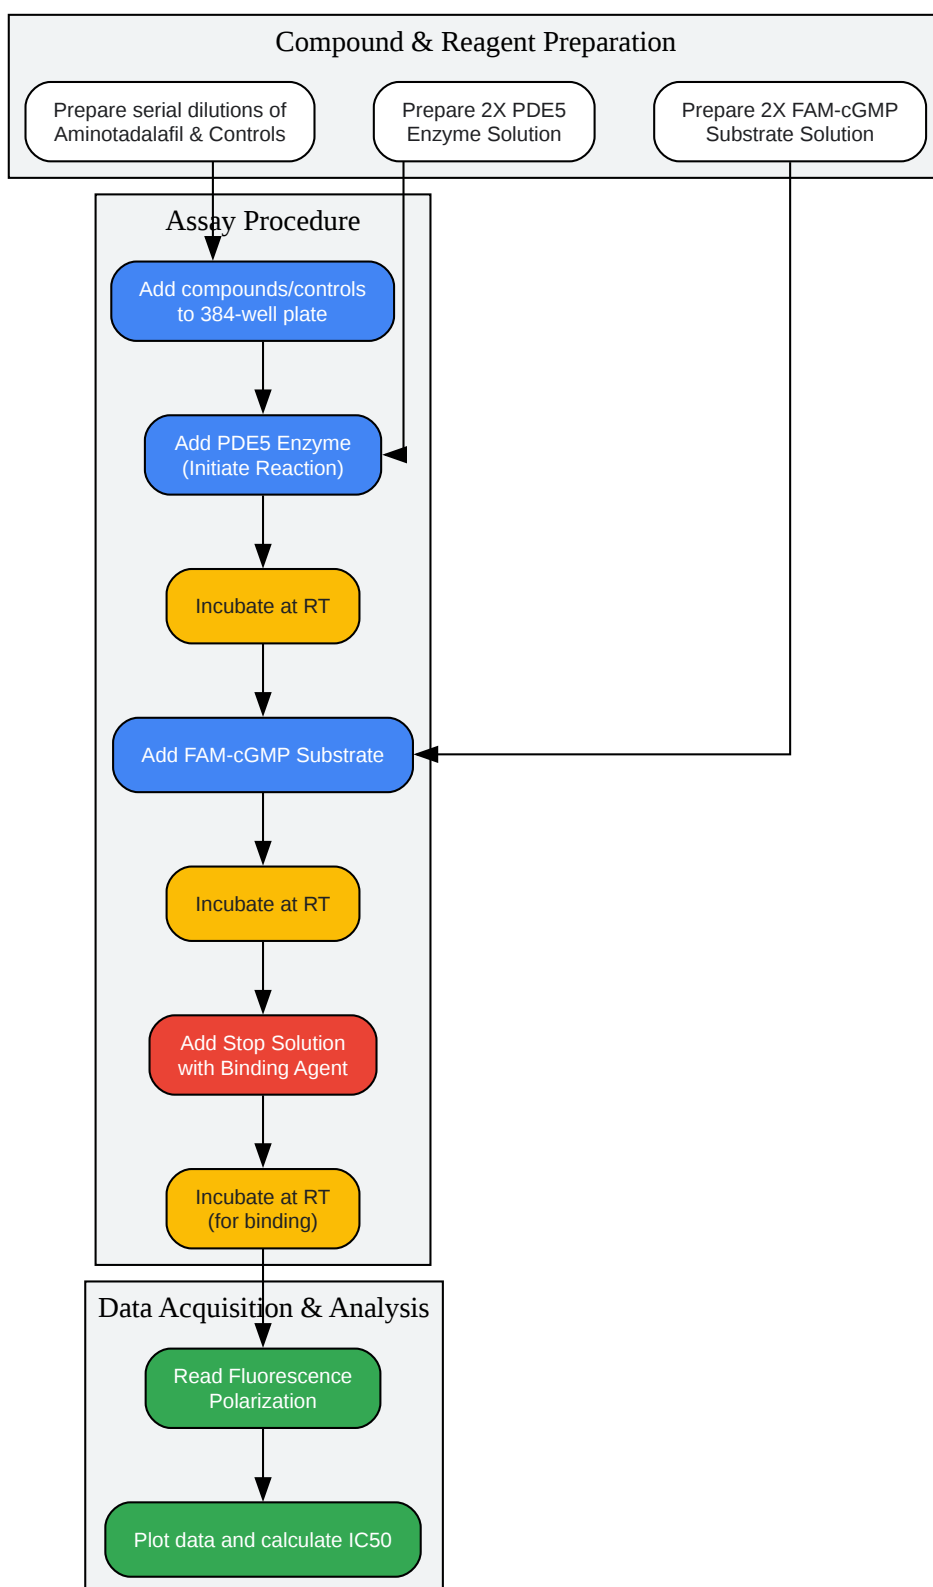 Compound & Reagent Preparation
Prepare serial dilutions of
Aminotadalafil & Controls
Prepare 2X PDE5
Enzyme Solution
Prepare 2X FAM-cGMP
Substrate Solution
Assay Procedure
Add compounds/controls
to 384-well plate
Add PDE5 Enzyme
(Initiate Reaction)
Incubate at RT
Add FAM-cGMP Substrate
Incubate at RT
Add Stop Solution
with Binding Agent
Incubate at RT
(for binding)
Data Acquisition & Analysis
Read Fluorescence
Polarization
Plot data and calculate IC50